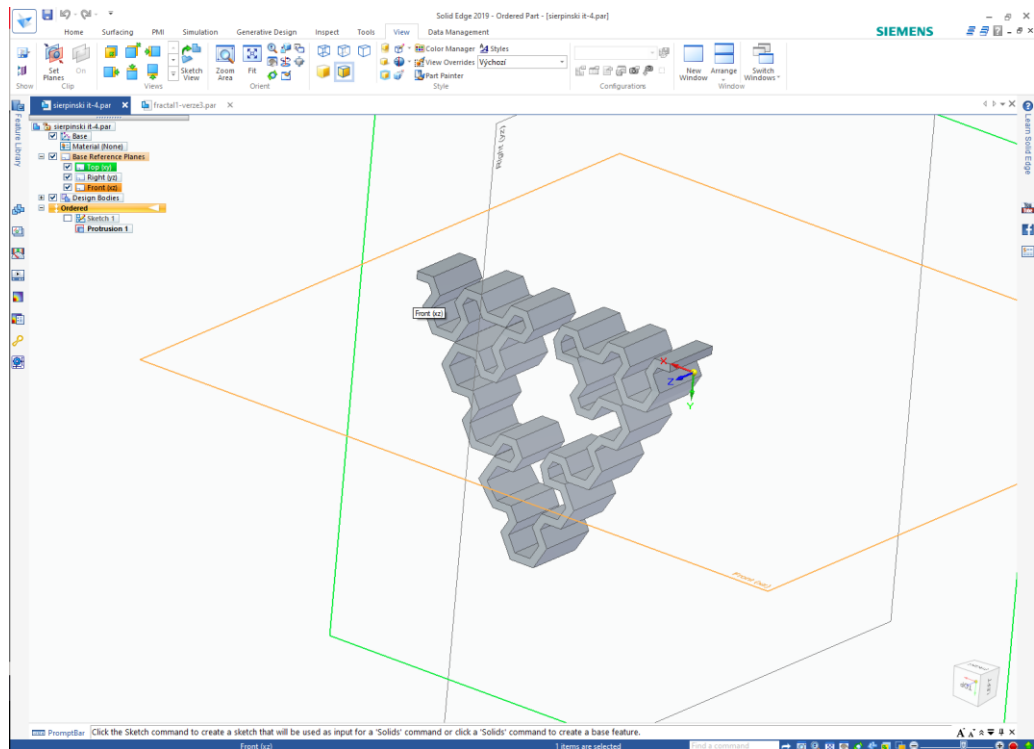 Solid Edge 2019 - Ordered Part - [sierpinski it-4.par]
Home Surfacing PMI Simulation Generative Design Inspect Tools View Data Management
SIEMENS
Set Planes
On
Sketch View
Zoom Area
Fit
Color Manager
Styles
View Overrides
Výchozí
Part Painter
New Window
Arrange
Switch Windows
Show Clip Views Orient Style Configurations Window
sierpinski it-4.par
fractal1-verze3.par
Feature Library
Learn Solid Edge
sierpinski it-4.par
Base
Material (None)
Base Reference Planes
Top (xy)
Right (yz)
Front (xz)
Design Bodies
Ordered
Sketch 1
Protrusion 1
Right (yz)
Front (xz)
X
Z
Y
Front (xz)
PromptBar
Click the Sketch command to create a sketch that will be used as input for a 'Solids' command or click a 'Solids' command to create a base feature.
Front (xz)
1 items are selected
Find a command